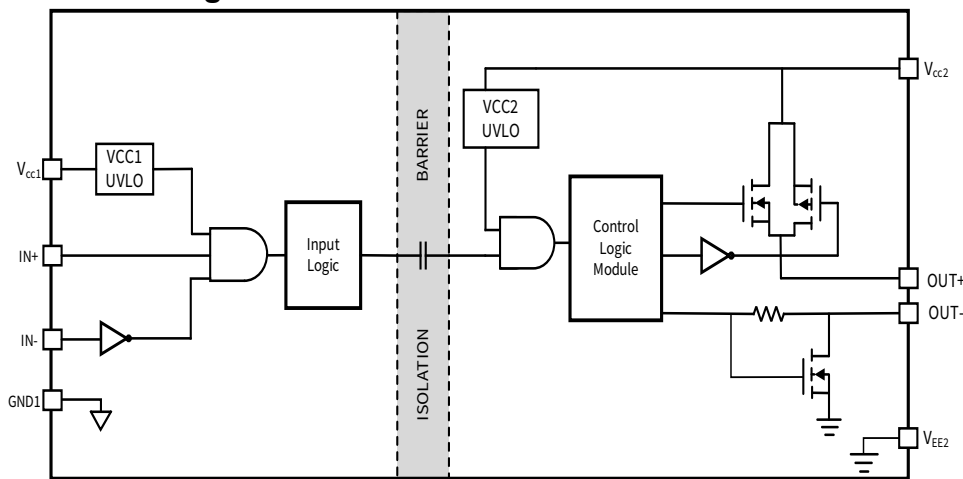 g
VCC1
UVLO
VCC2
UVLO
Input
Logic
Control
Logic
Module
BARRIER
ISOLATION
Vcc1
IN+
IN-
GND1
Vcc2
OUT+
OUT-
VEE2